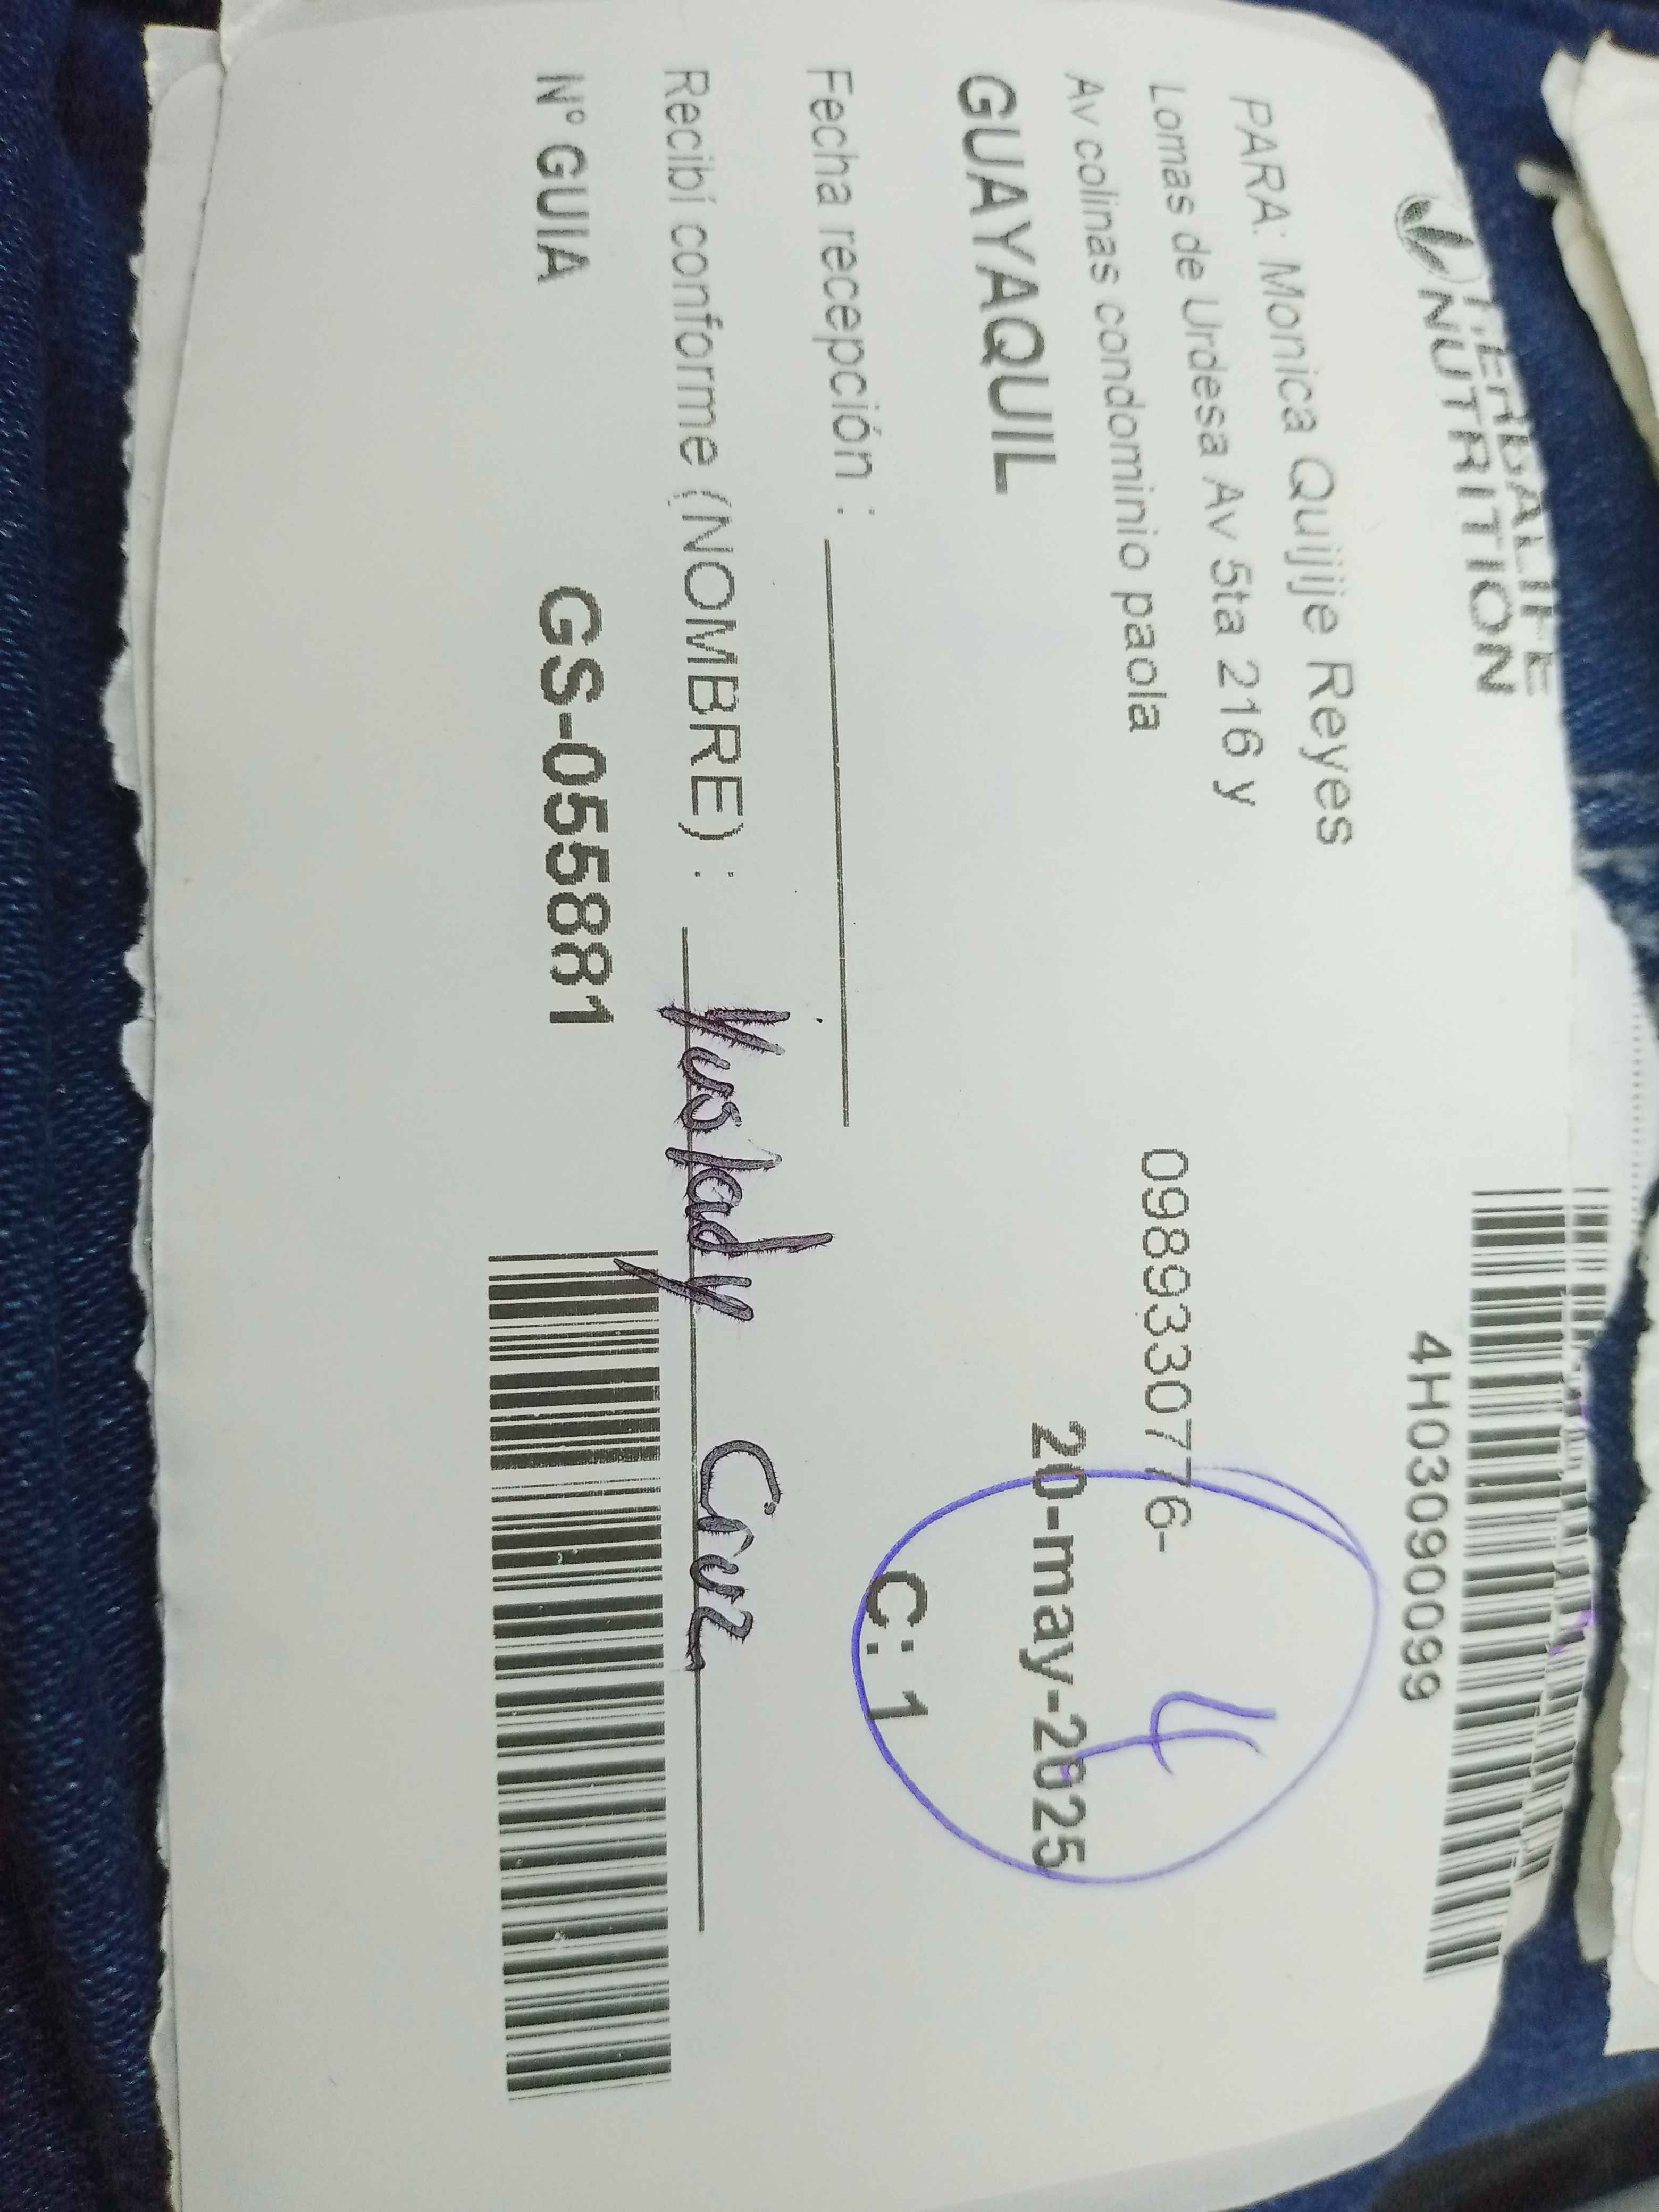 HERBALIFE
NUTRITION
4H03090099
PARA: Monica Quijije Reyes
Lomas de Urdesa Av 5ta 216 y
Av colinas condominio paola
0989330776-
4
GUAYAQUIL
20-may-2025
C: 1
Fecha recepción :
Recibí conforme (NOMBRE) : Yuslady Cruz
Nº GUIA GS-055881